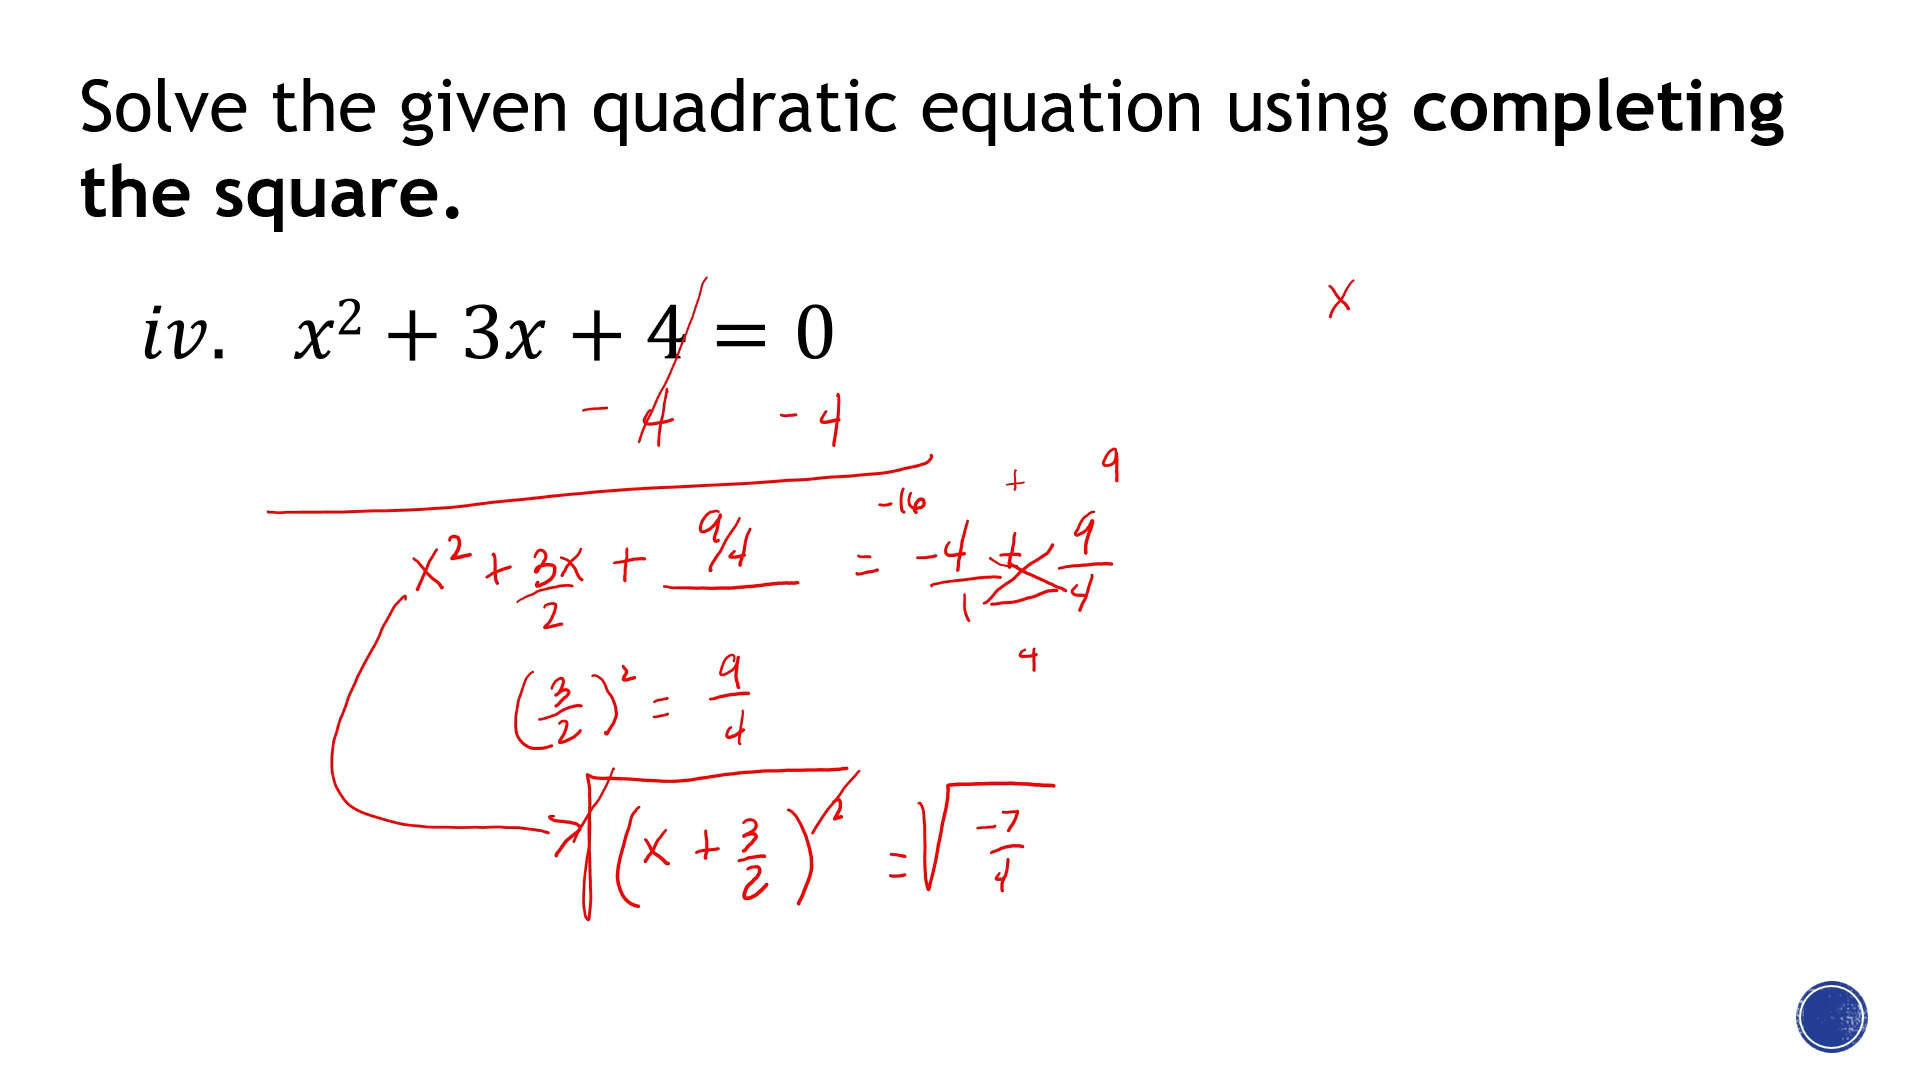 Solve the given quadratic equation using completing
the square.
iv. x² + 3x + 4 = 0
x
- 4 - 4
-16 + 9
x² + 3x/2 + 9/4 = -4/1 + 9/4
4
(3/2)² = 9/4
√(x + 3/2)² = √-7/4